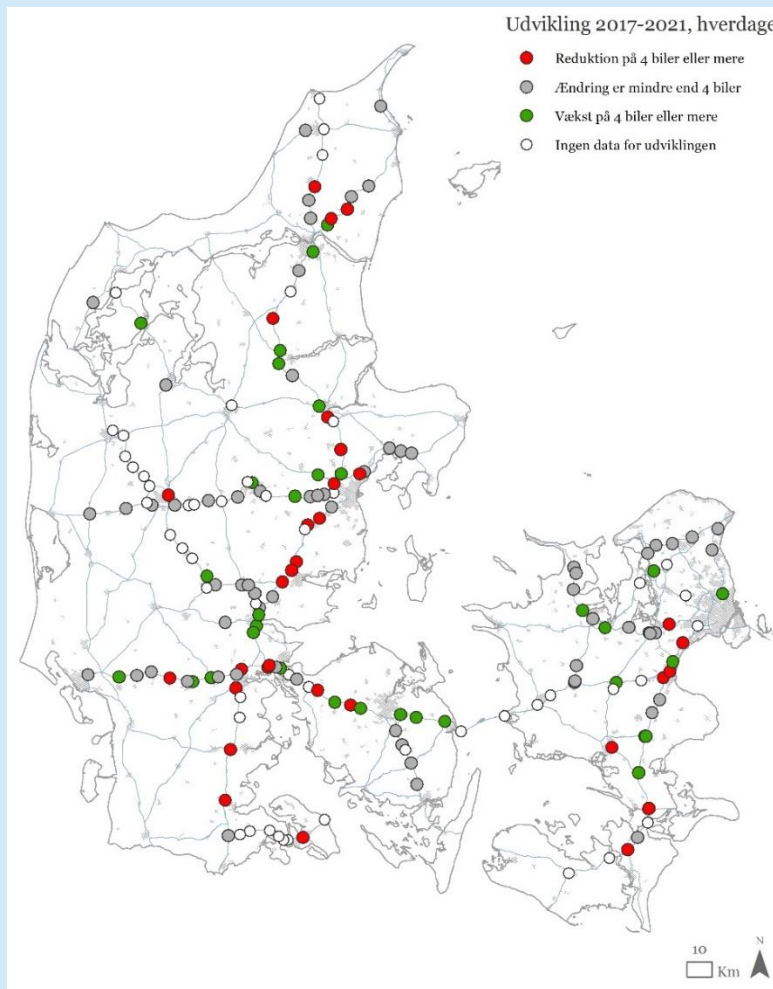 Udvikling 2017-2021, hverdage
Reduktion på 4 biler eller mere
Ændring er mindre end 4 biler
Vækst på 4 biler eller mere
Ingen data for udviklingen
N
10
Km